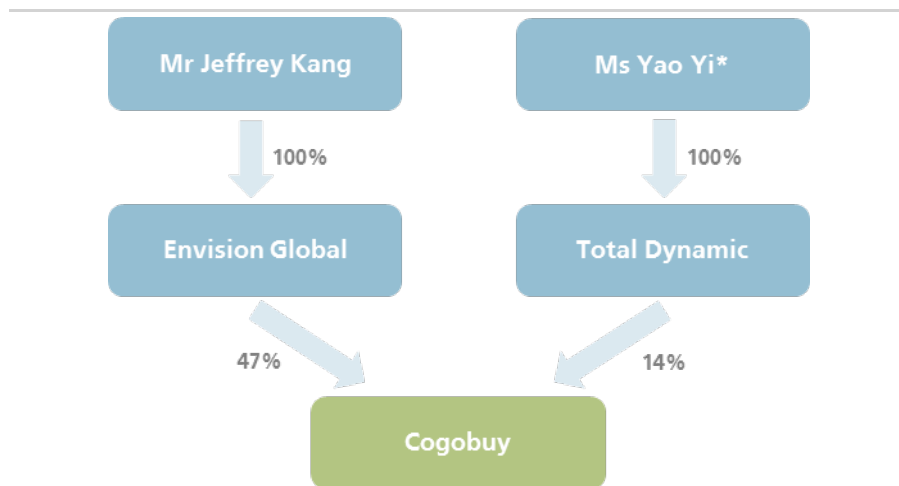 Mr Jeffrey Kang
Ms Yao Yi*
100%
100%
Envision Global
Total Dynamic
47%
14%
Cogobuy